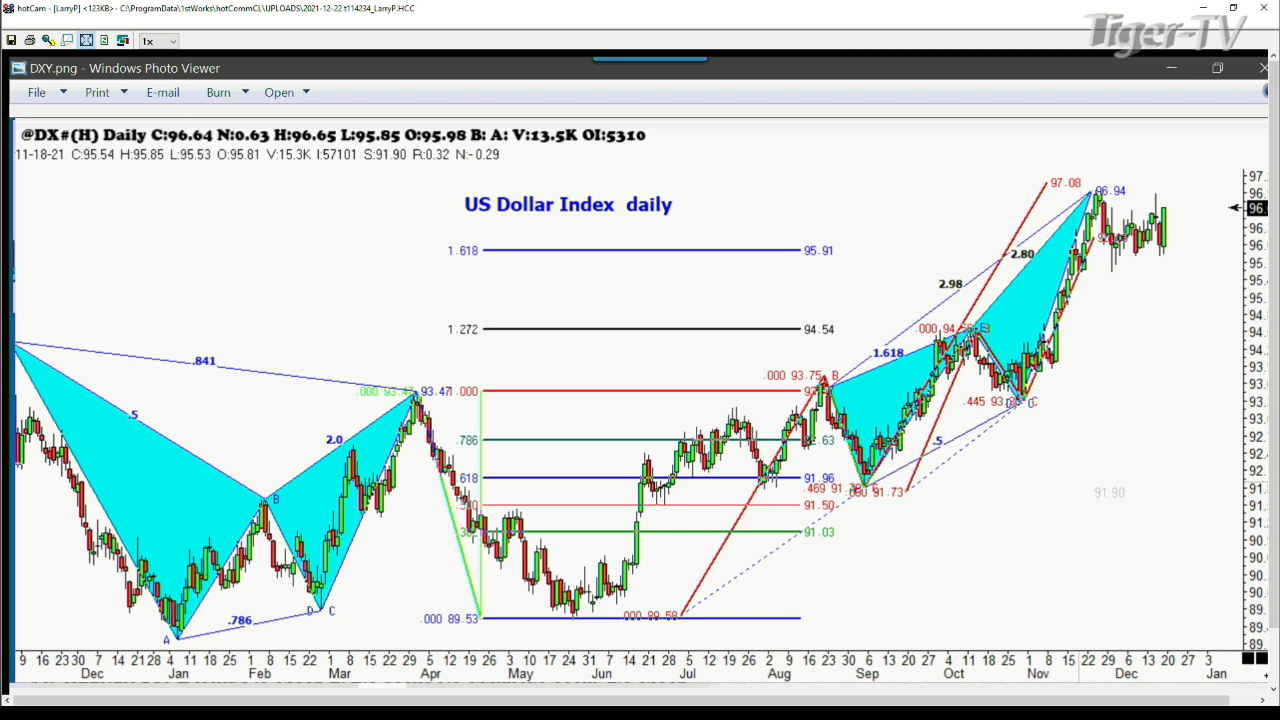 hotCam - [LarryP] <123KB>- C:\ProgramData\1stWorks\hotCommCL\UPLOADS\2021-12-22 t114234_LarryP.HCC
Tiger-TV
1x
DXY.png - Windows Photo Viewer
File Print E-mail Burn Open
@DX#(H) Daily C:96.64 N:0.63 H:96.65 L:95.85 O:95.98 B: A: V:13.5K OI:5310
11-18-21 C:95.54 H:95.85 L:95.53 O:95.81 V:15.3K I:57101 S:91.90 R:0.32 N:-0.29
US Dollar Index daily
97.08
96.94
1.618 95.91
2.80
2.98
1.272 94.54
.000
B
1.618
.841
.000 93.75 B
.000 93.47 93.47 1.000
.5
.445
C
2.0
.786
.5
.618 91.96
.469
91.73
91.90
B
91.50
91.03
D C
.786
A
.000 89.53
.000 89.58
9 16 23 30 7 14 21 28 4 11 18 25 1 8 15 22 1 8 15 22 29 5 12 19 26 3 10 17 24 31 7 14 21 28 5 12 19 26 2 9 16 23 30 6 13 20 27 4 11 18 25 1 8 15 22 29 6 13 20 27 3
Dec Jan Feb Mar Apr May Jun Jul Aug Sep Oct Nov Dec Jan